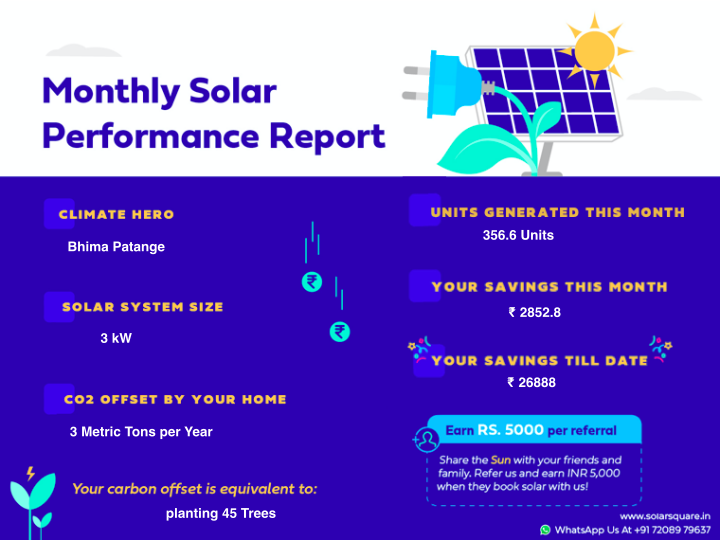 Monthly Solar
Performance Report
CLIMATE HERO
Bhima Patange
SOLAR SYSTEM SIZE
3 kW
CO2 OFFSET BY YOUR HOME
3 Metric Tons per Year
Your carbon offset is equivalent to:
planting 45 Trees
UNITS GENERATED THIS MONTH
356.6 Units
YOUR SAVINGS THIS MONTH
₹ 2852.8
YOUR SAVINGS TILL DATE
₹ 26888
Earn RS. 5000 per referral
Share the Sun with your friends and
family. Refer us and earn INR 5,000
when they book solar with us!
www.solarsquare.in
WhatsApp Us At +91 72089 79637
₹
₹